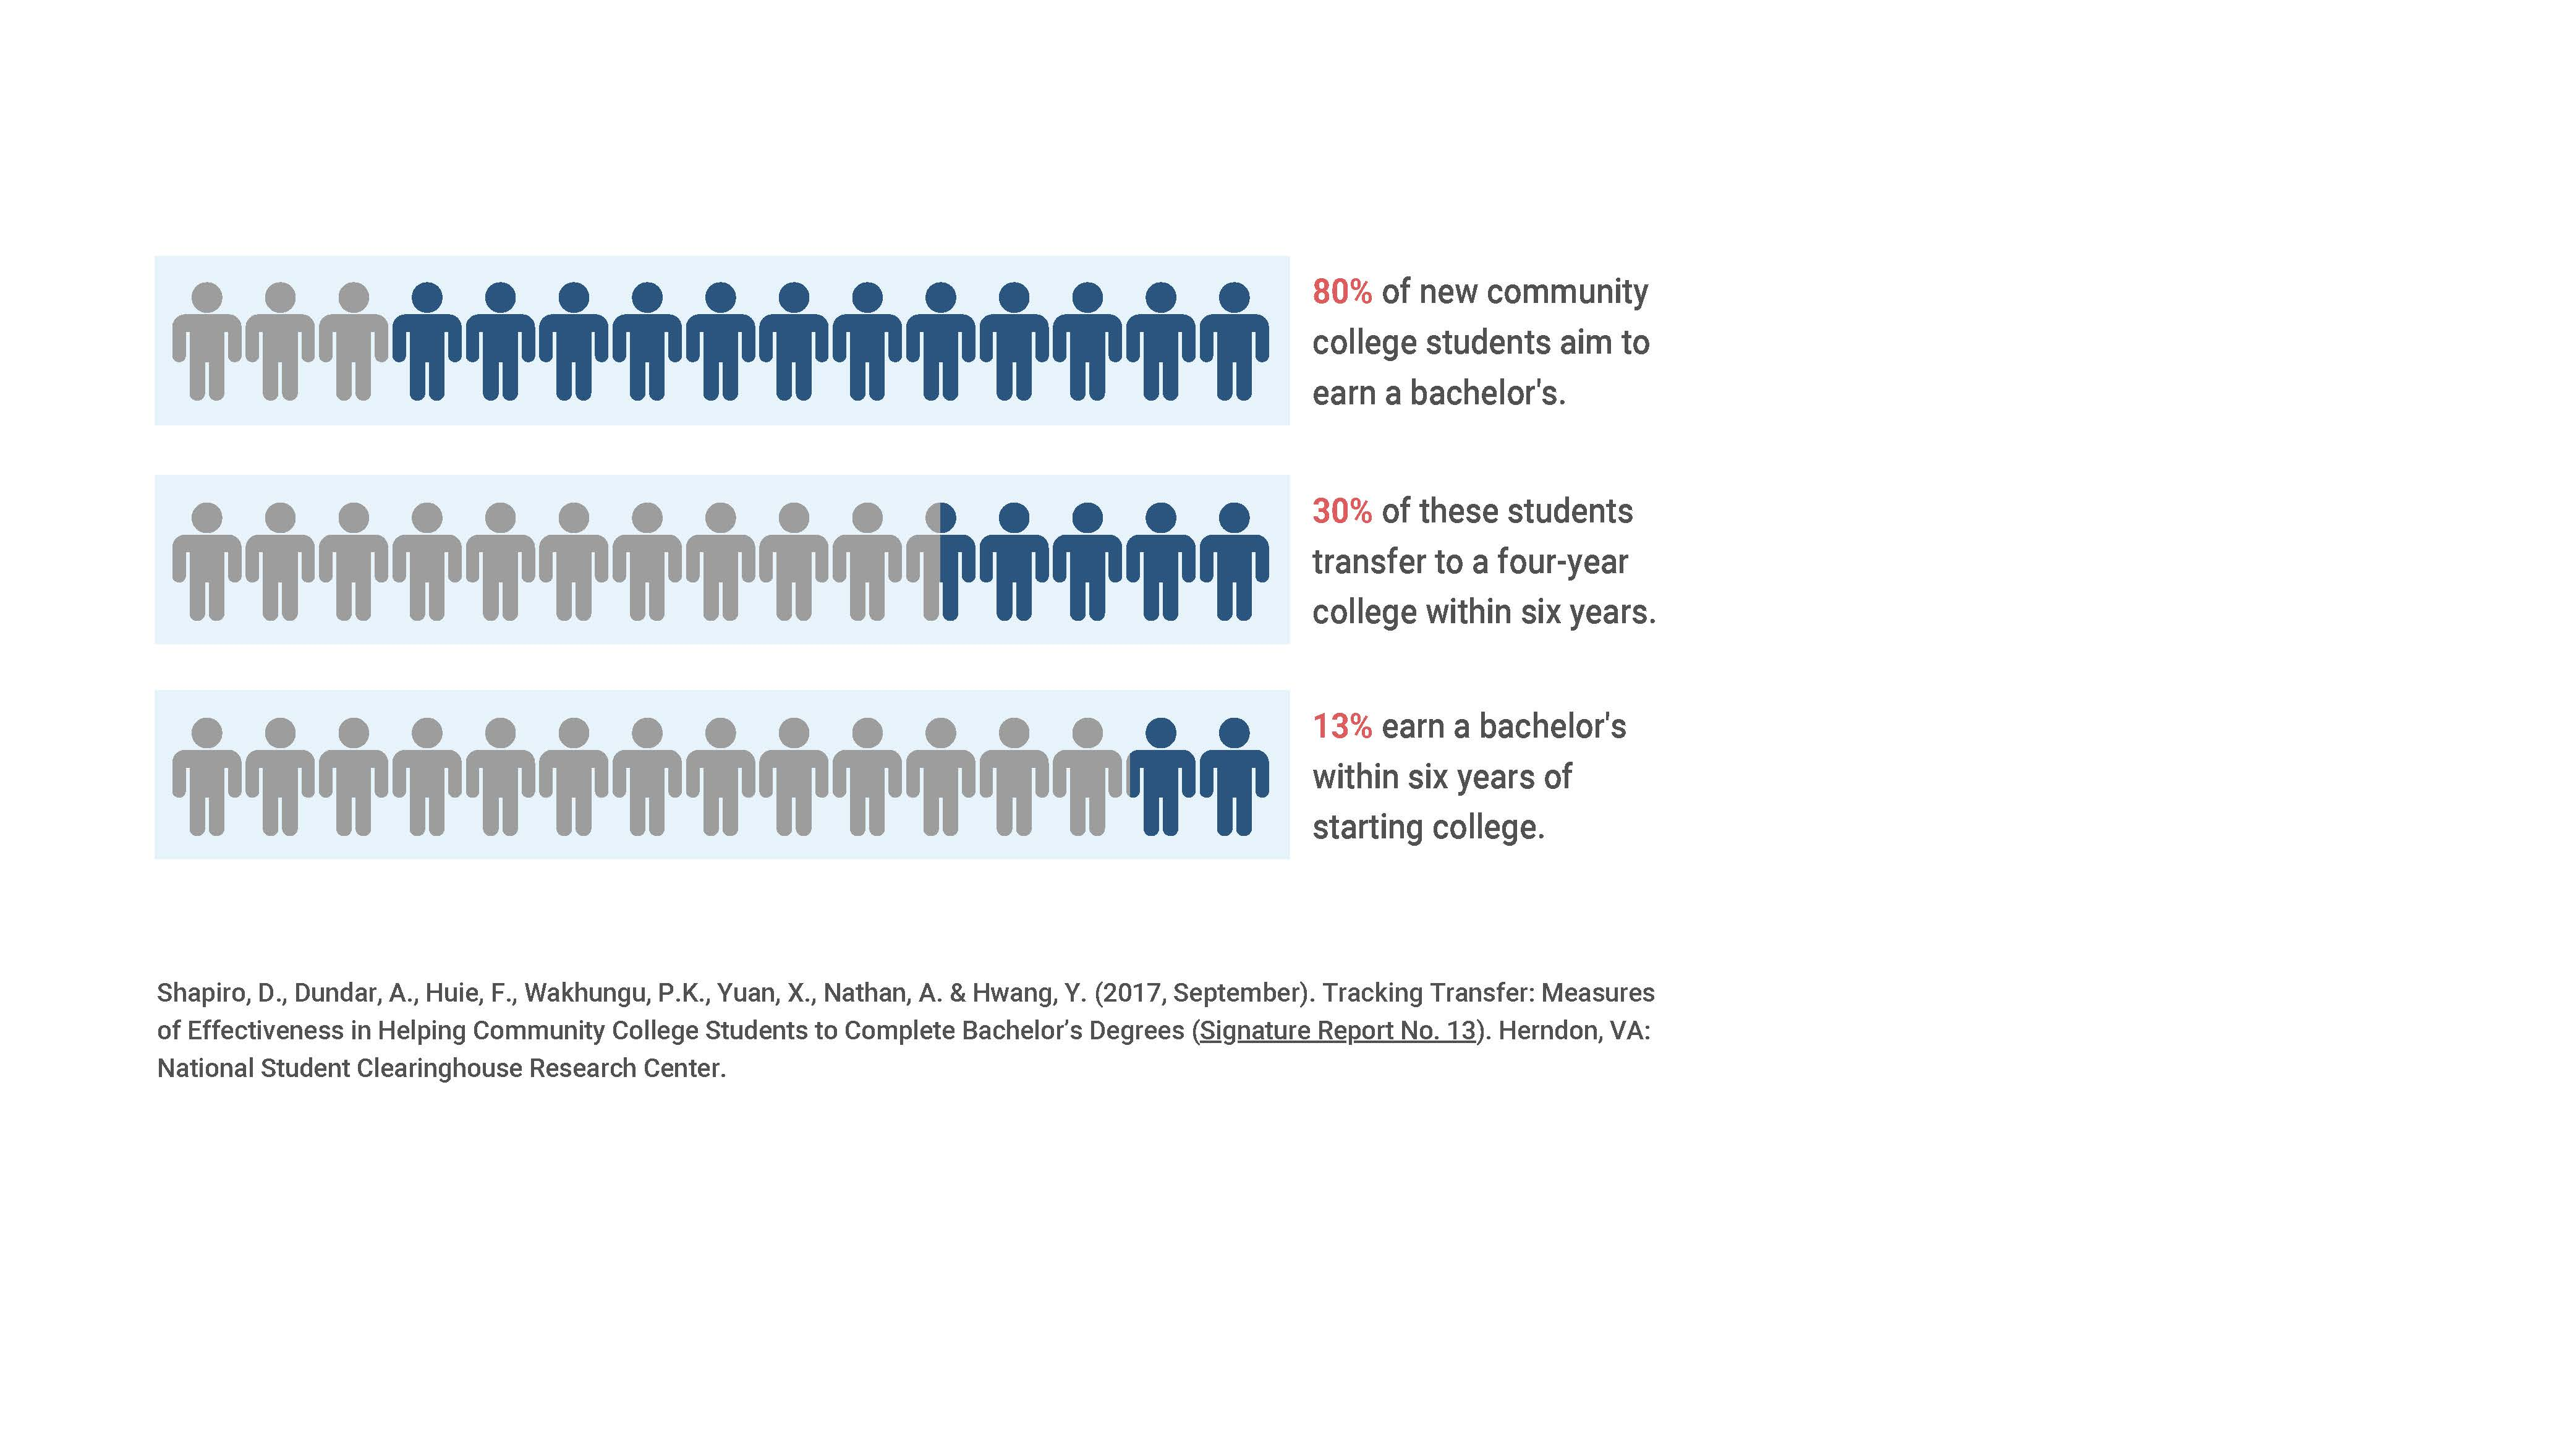 80% of new community
college students aim to
earn a bachelor's.
30% of these students
transfer to a four-year
college within six years.
13% earn a bachelor's
within six years of
starting college.
Shapiro, D., Dundar, A., Huie, F., Wakhungu, P.K., Yuan, X., Nathan, A. & Hwang, Y. (2017, September). Tracking Transfer: Measures
of Effectiveness in Helping Community College Students to Complete Bachelor’s Degrees (Signature Report No. 13). Herndon, VA:
National Student Clearinghouse Research Center.